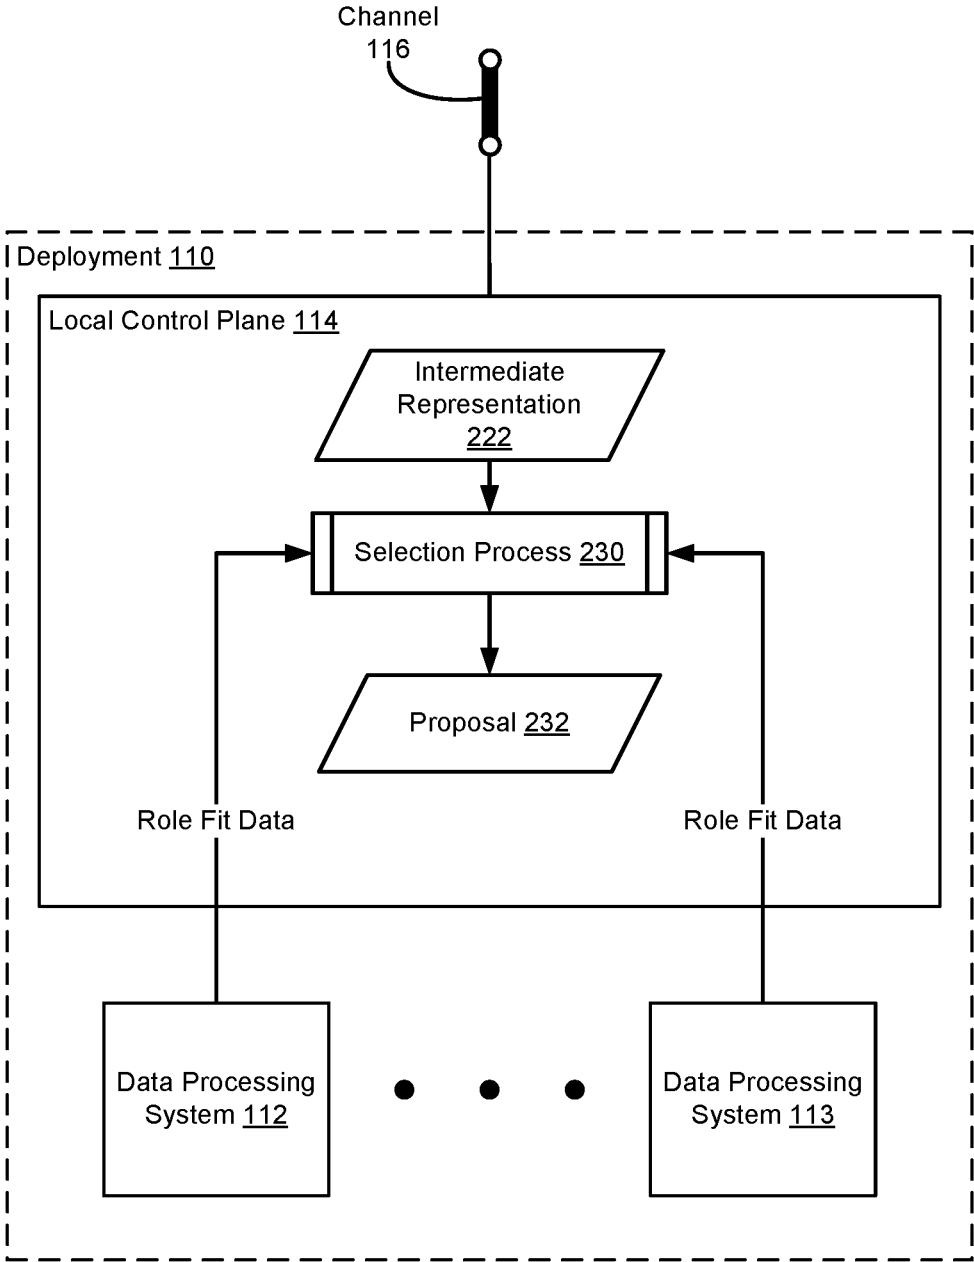 Channel
116
Deployment 110
Local Control Plane 114
Intermediate
Representation
222
Selection Process 230
Proposal 232
Role Fit Data
Role Fit Data
Data Processing
System 112
Data Processing
System 113